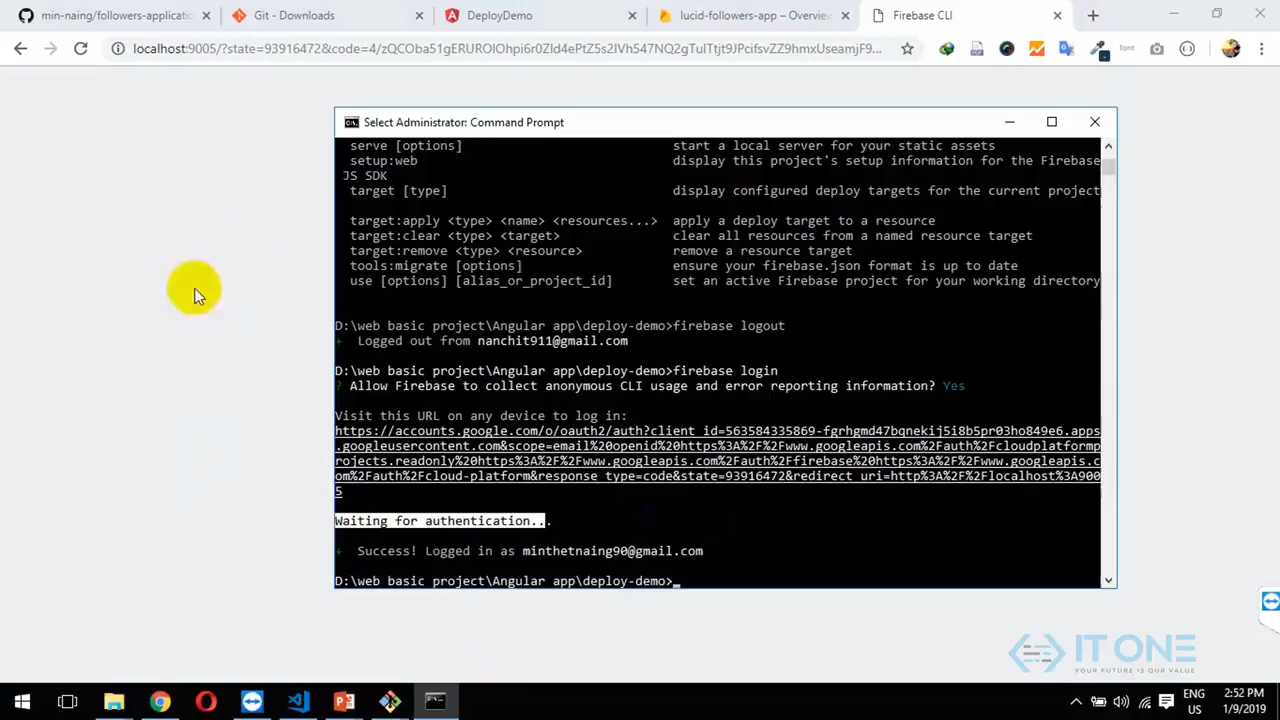 min-naing/followers-applicatio
Git - Downloads
DeployDemo
lucid-followers-app – Overview
Firebase CLI
localhost:9005/?state=93916472&code=4/zQCOba51gERUROIOhpi6r0ZId4ePtZ5s2IVh547NQ2gTuITtjt9JPcifsvZZ9hmxUseamjF9...
font
Select Administrator: Command Prompt
serve [options] start a local server for your static assets
setup:web display this project's setup information for the Firebase
JS SDK
target [type] display configured deploy targets for the current project
target:apply <type> <name> <resources...> apply a deploy target to a resource
target:clear <type> <target> clear all resources from a named resource target
target:remove <type> <resource> remove a resource target
tools:migrate [options] ensure your firebase.json format is up to date
use [options] [alias_or_project_id] set an active Firebase project for your working directory
D:\web basic project\Angular app\deploy-demo>firebase logout
+ Logged out from nanchit911@gmail.com
D:\web basic project\Angular app\deploy-demo>firebase login
? Allow Firebase to collect anonymous CLI usage and error reporting information? Yes
Visit this URL on any device to log in:
https://accounts.google.com/o/oauth2/auth?client_id=563584335869-fgrhgmd47bqnekij5i8b5pr03ho849e6.apps
.googleusercontent.com&scope=email%20openid%20https%3A%2F%2Fwww.googleapis.com%2Fauth%2Fcloudplatformp
rojects.readonly%20https%3A%2F%2Fwww.googleapis.com%2Fauth%2Ffirebase%20https%3A%2F%2Fwww.googleapis.c
om%2Fauth%2Fcloud-platform&response_type=code&state=93916472&redirect_uri=http%3A%2F%2Flocalhost%3A900
5
Waiting for authentication...
+ Success! Logged in as minthetnaing90@gmail.com
D:\web basic project\Angular app\deploy-demo>_
IT ONE
YOUR FUTURE IS OUR VALUE
ENG
US
2:52 PM
1/9/2019